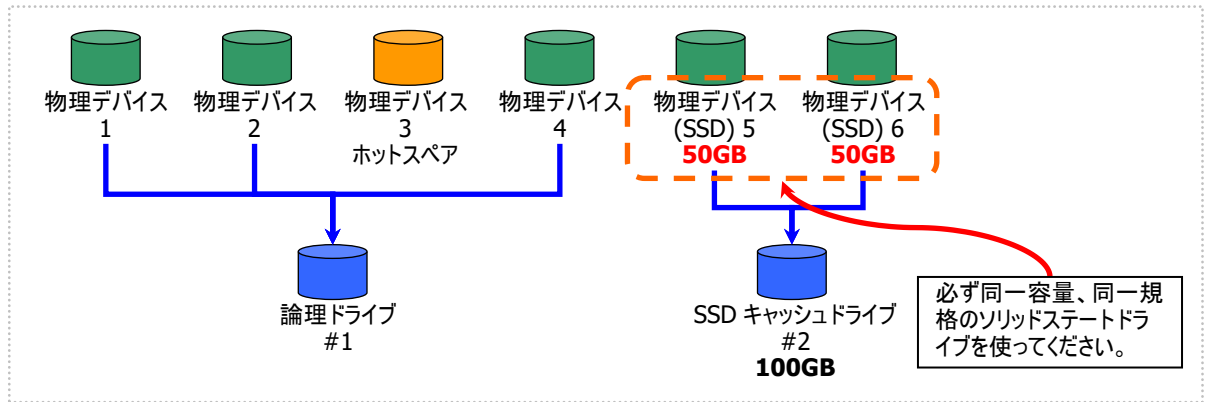 物理デバイス
1
物理デバイス
2
物理デバイス
3
ホットスペア
物理デバイス
4
物理デバイス
(SSD) 5
50GB
物理デバイス
(SSD) 6
50GB
論理ドライブ
#1
SSD キャッシュドライブ
#2
100GB
必ず同一容量、同一規
格のソリッドステートドラ
イブを使ってください。